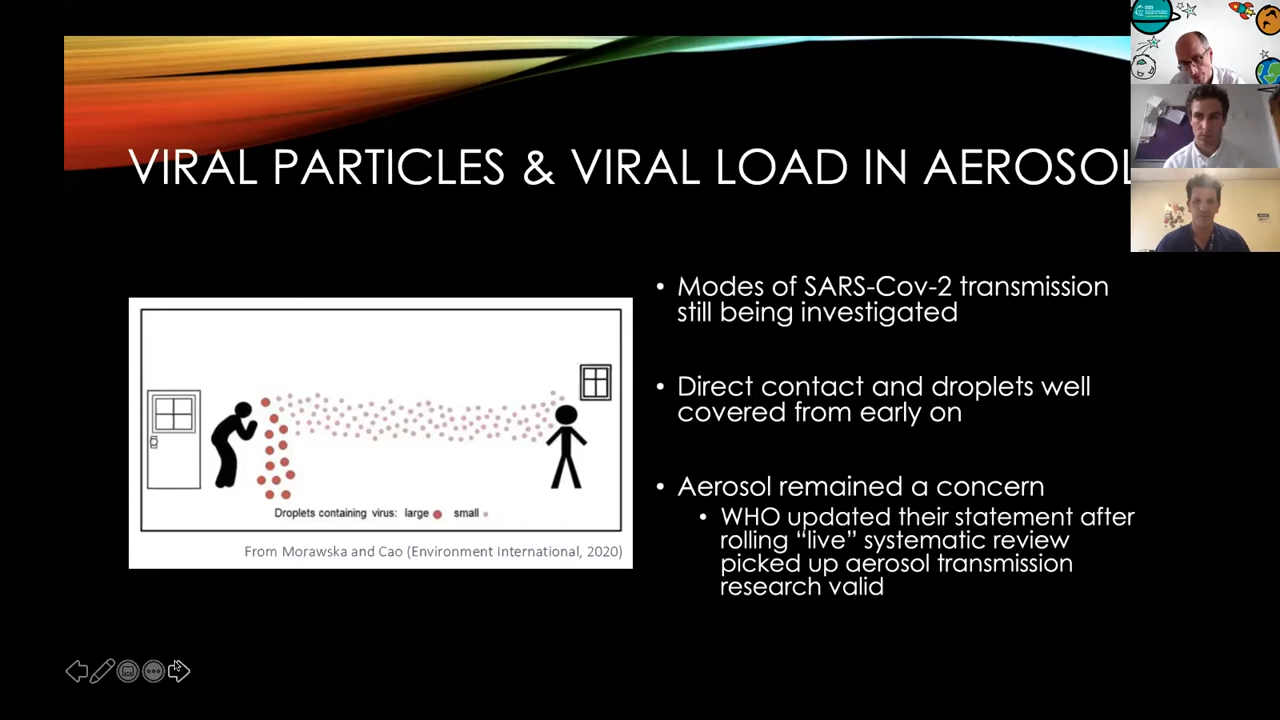 VIRAL PARTICLES & VIRAL LOAD IN AEROSOL
• Modes of SARS-Cov-2 transmission
still being investigated
• Direct contact and droplets well
covered from early on
• Aerosol remained a concern
• WHO updated their statement after
rolling “live” systematic review
picked up aerosol transmission
research valid
Droplets containing virus: large small
From Morawska and Cao (Environment International, 2020)